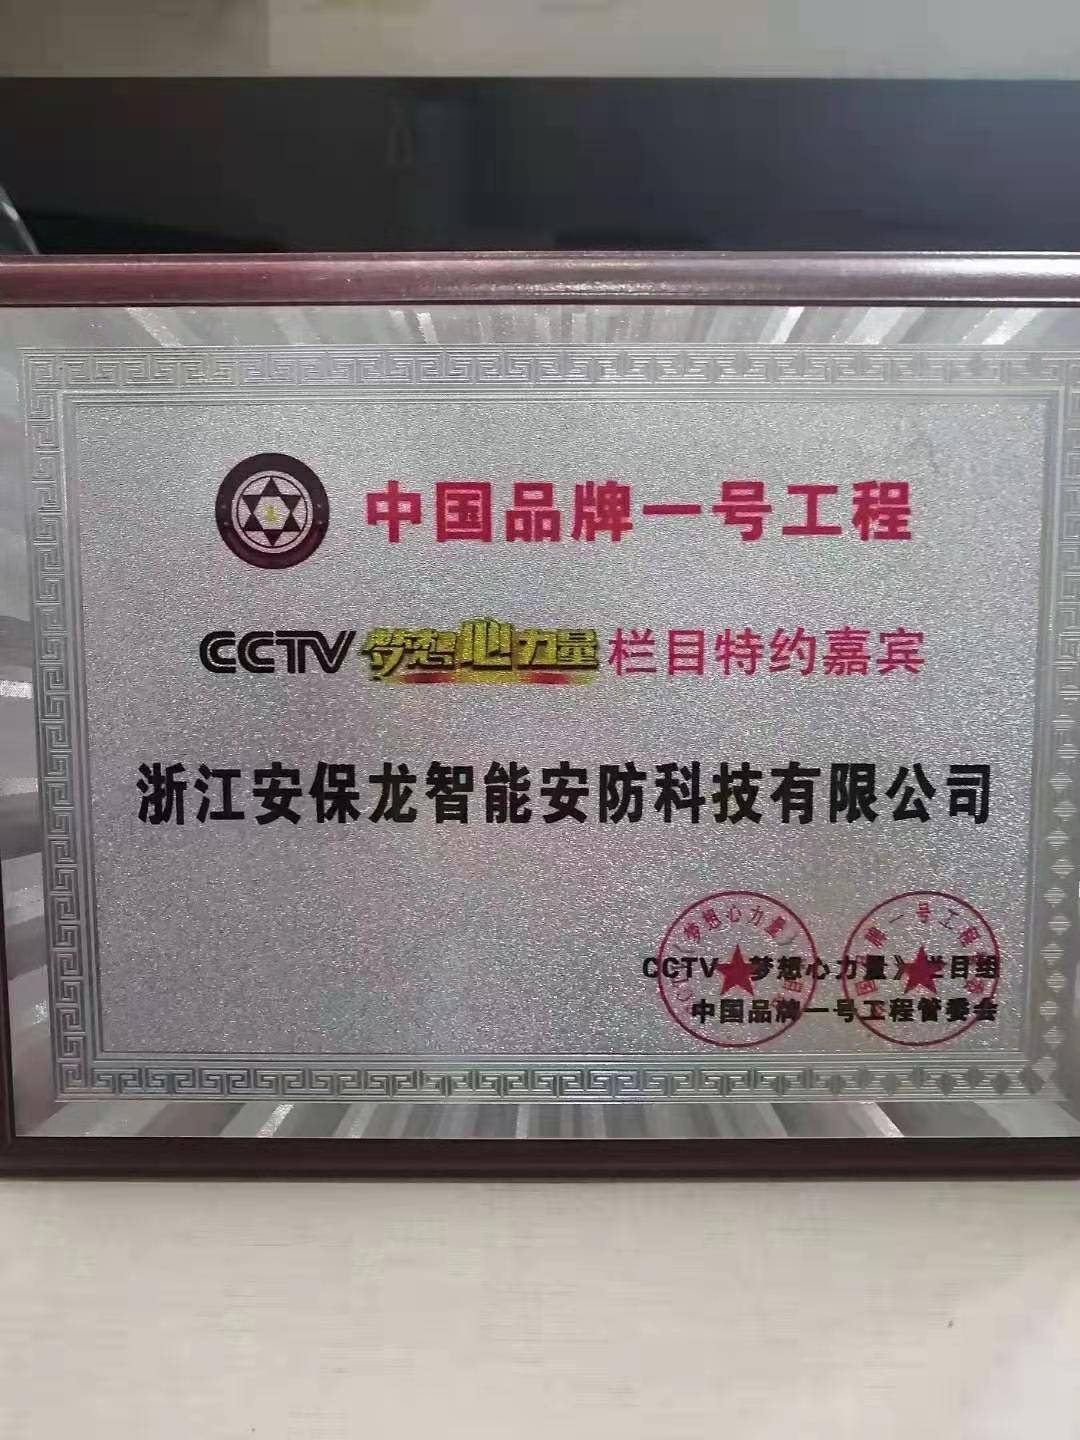 中国品牌一号工程
CCTV 梦想心力量 栏目特约嘉宾
浙江安保龙智能安防科技有限公司
CCTV《梦想心力量》栏目组
中国品牌一号工程管委会